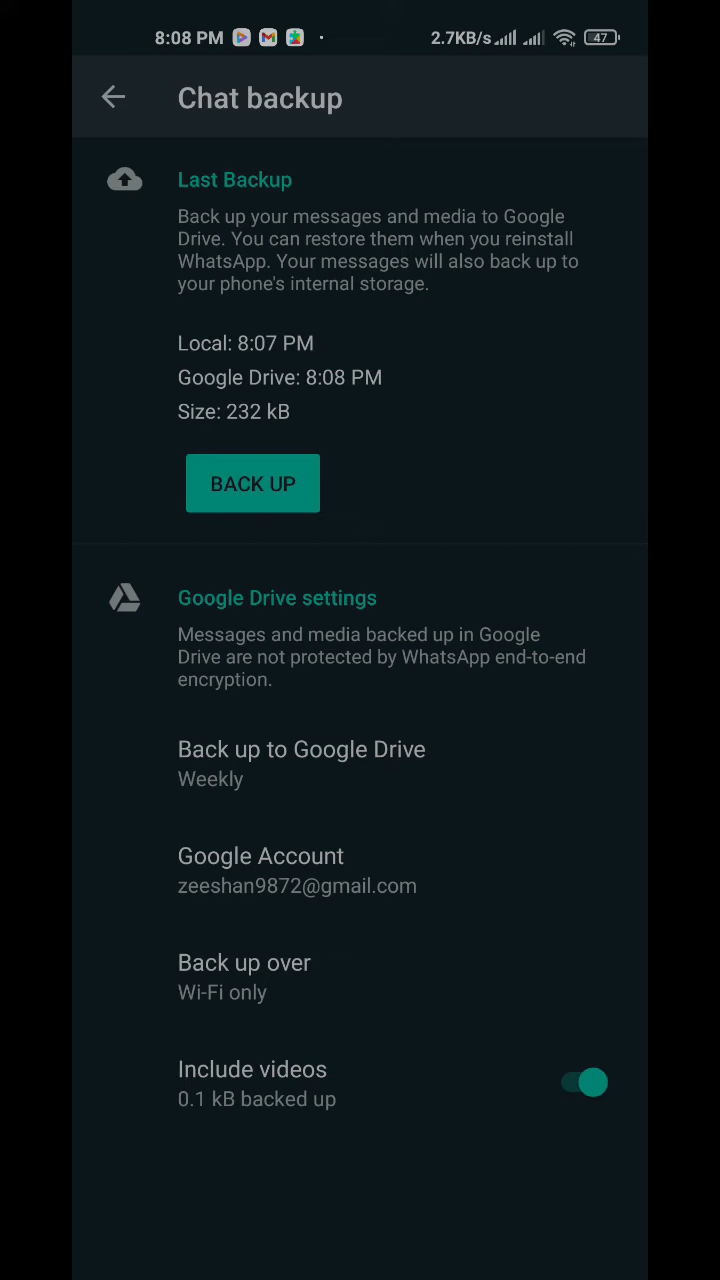 8:08 PM 2.7KB/s 47
Chat backup
Last Backup
Back up your messages and media to Google
Drive. You can restore them when you reinstall
WhatsApp. Your messages will also back up to
your phone's internal storage.
Local: 8:07 PM
Google Drive: 8:08 PM
Size: 232 kB
BACK UP
Google Drive settings
Messages and media backed up in Google
Drive are not protected by WhatsApp end-to-end
encryption.
Back up to Google Drive
Weekly
Google Account
zeeshan9872@gmail.com
Back up over
Wi-Fi only
Include videos
0.1 kB backed up